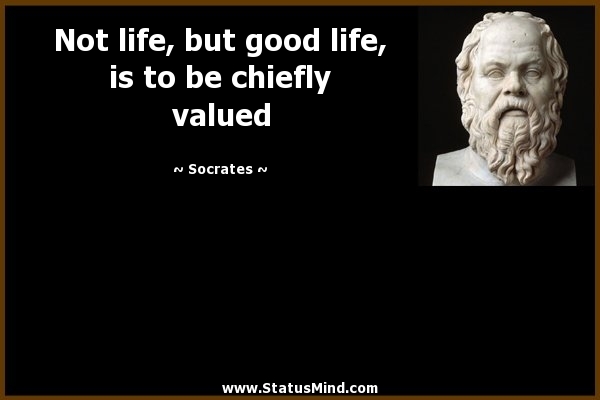 Not life, but good life,
is to be chiefly
valued
~ Socrates ~
www.StatusMind.com